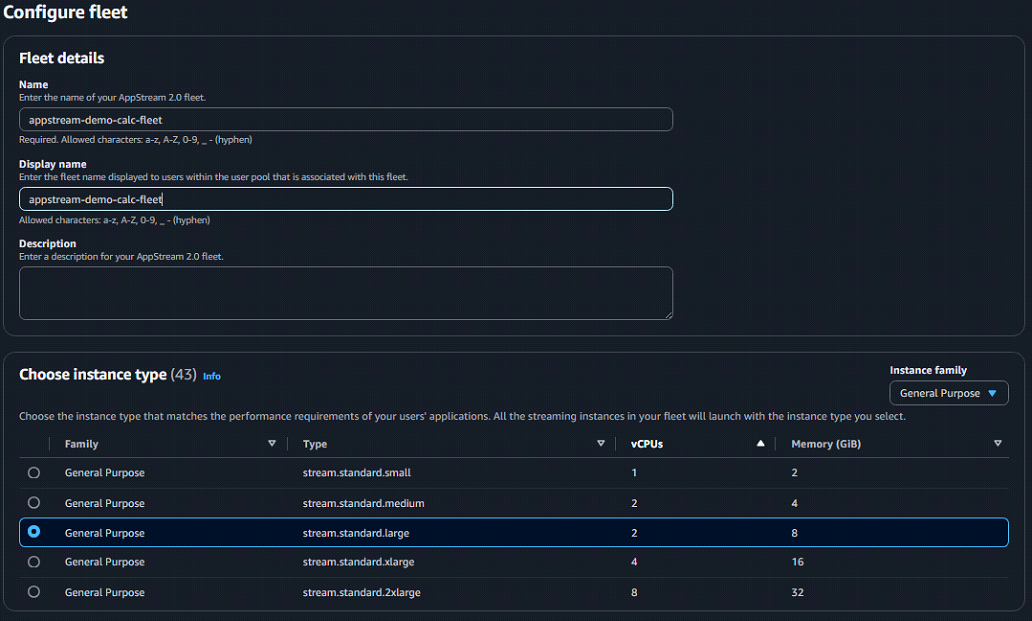 Configure fleet
Fleet details
Name
Enter the name of your AppStream 2.0 fleet.
appstream-demo-calc-fleet
Required. Allowed characters: a-z, A-Z, 0-9, _ - (hyphen)
Display name
Enter the fleet name displayed to users within the user pool that is associated with this fleet.
appstream-demo-calc-fleet
Allowed characters: a-z, A-Z, 0-9, _ - (hyphen)
Description
Enter a description for your AppStream 2.0 fleet.
Choose instance type (43) Info
Instance family
General Purpose
Choose the instance type that matches the performance requirements of your users' applications. All the streaming instances in your fleet will launch with the instance type you select.
Family Type vCPUs Memory (GiB)
General Purpose stream.standard.small 1 2
General Purpose stream.standard.medium 2 4
General Purpose stream.standard.large 2 8
General Purpose stream.standard.xlarge 4 16
General Purpose stream.standard.2xlarge 8 32